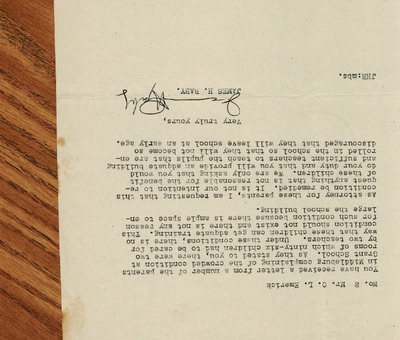 No. 2 Mr. O. L. Emerick
You have received a letter from a number of the parents
in Middleburg complaining of the crowded condition at
Grant School. As they stated to you, there were two
rooms of which ninty-six children had to be cared for
by two teachers. Under these conditions, there is no
way that these children can get adquate training. This
condition should not exist and there is not any reason
for such condition because there is ample space to en-
large the school building.
As attorney for these parents, I am requesting that this
condition be remedied. It is not our intention to re-
quest anything that is not reasonable for the benefit
of these children. We are only asking that you would
do your duty and that you will provide an adquate building
and sufficient teachers to teach the pupils that are en-
rolled in the school so that they will not become so
discouraged that they will leave school at an early age.
Very truly yours,
JAMES H. RABY.
JHR:mbs.